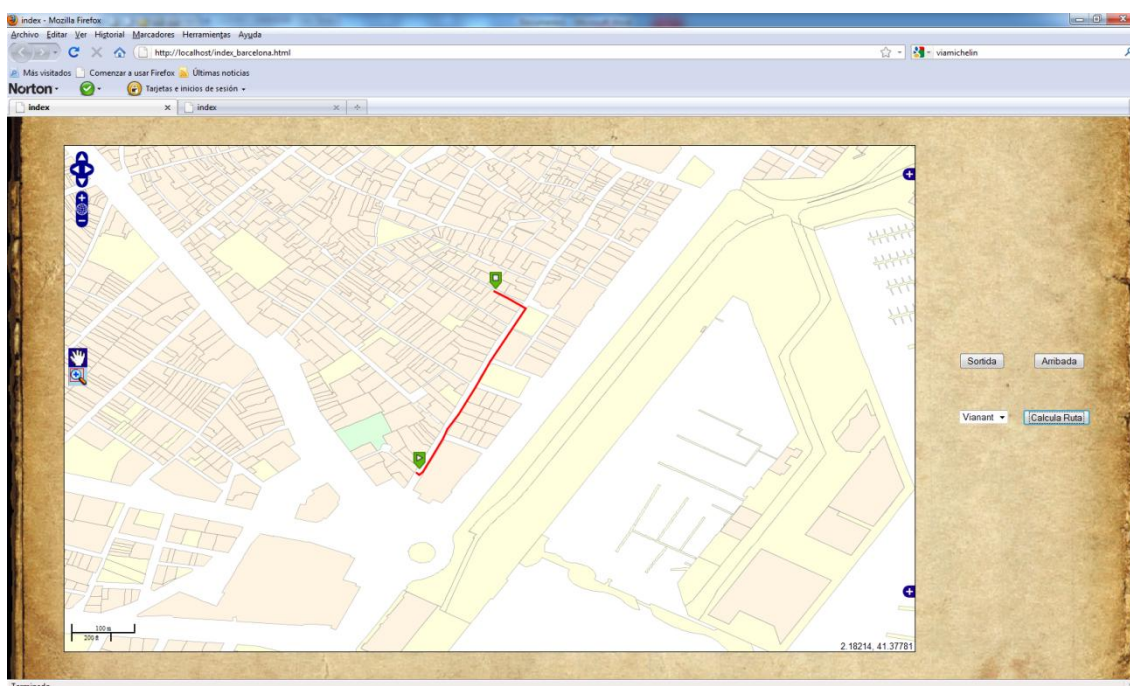 index - Mozilla Firefox
Archivo Editar Ver Historial Marcadores Herramientas Ayuda
http://localhost/index_barcelona.html
viamichelin
Más visitados Comenzar a usar Firefox Últimas noticias
Norton Tarjetas e inicios de sesión
index index
Sortida Arribada
Vianant Calcula Ruta
100 m
200 ft
2.18214, 41.37781
Terminado